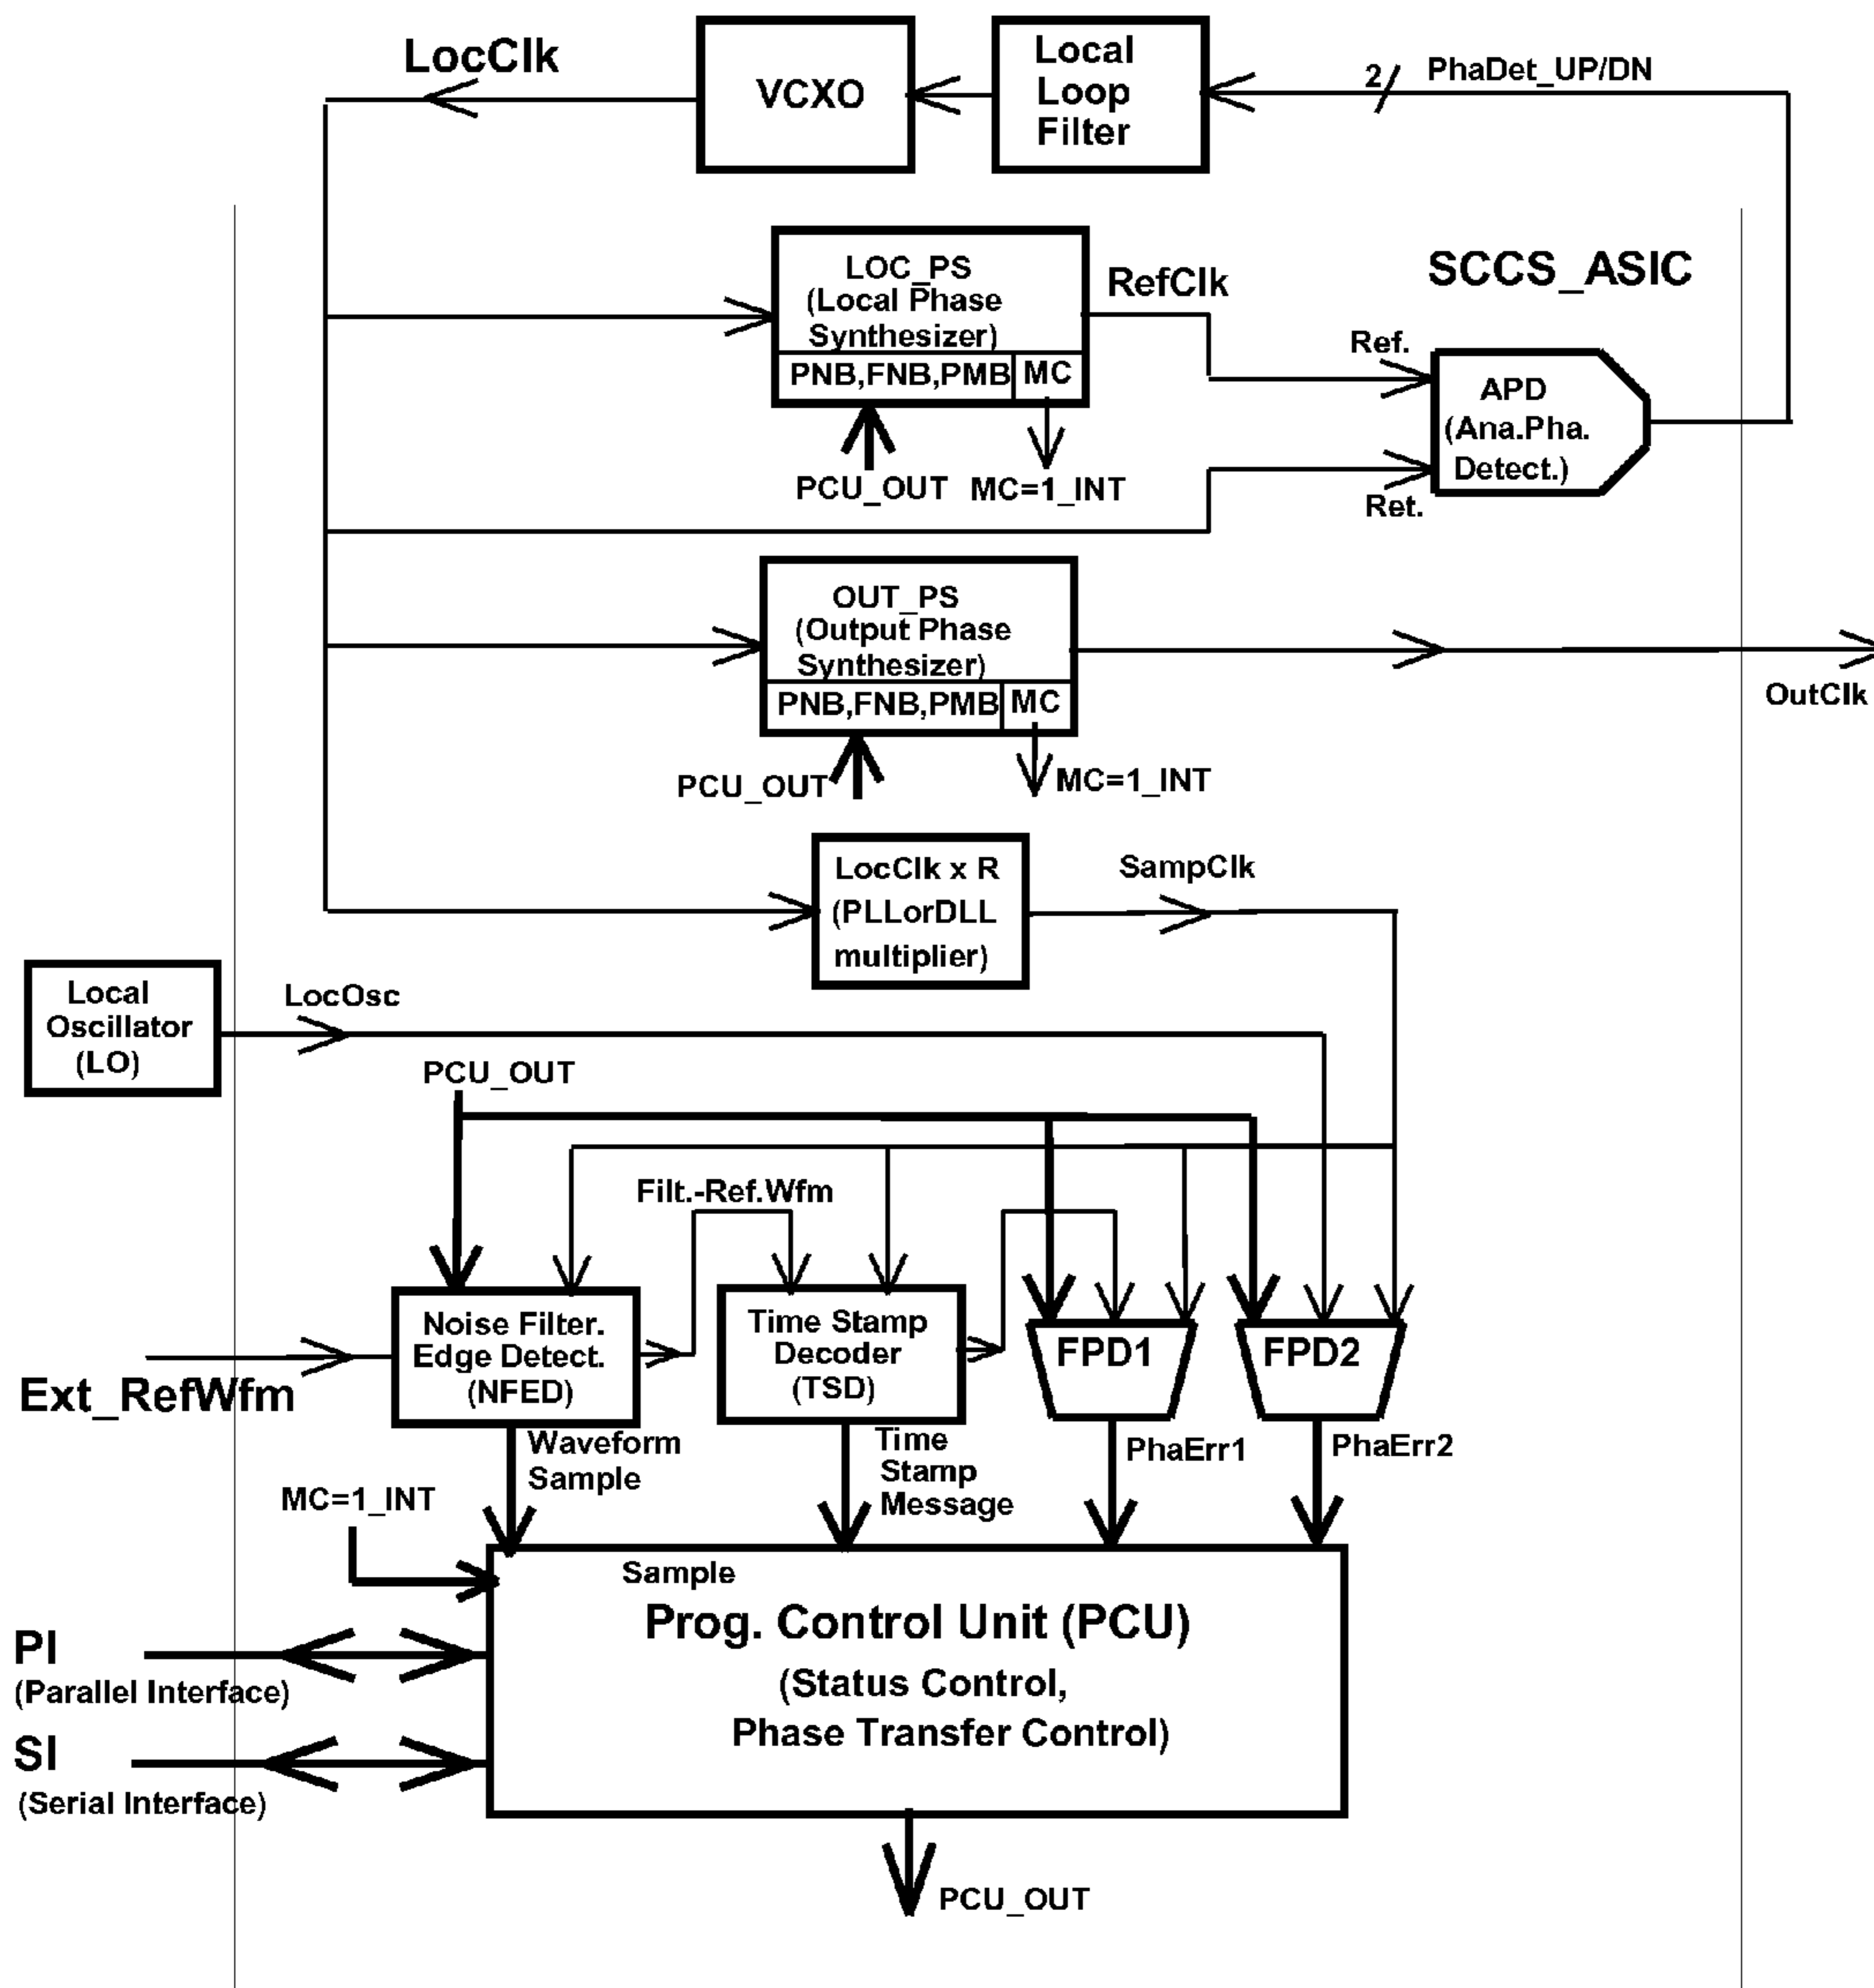 LocClk
VCXO
Local
Loop
Filter
2
PhaDet_UP/DN
LOC_PS
(Local Phase
Synthesizer)
PNB,FNB,PMB
MC
RefClk
SCCS_ASIC
Ref.
APD
(Ana.Pha.
Detect.)
Ret.
PCU_OUT
MC=1_INT
OUT_PS
(Output Phase
Synthesizer)
PNB,FNB,PMB
MC
OutClk
PCU_OUT
MC=1_INT
LocClk x R
(PLLorDLL
multiplier)
SampClk
Local
Oscillator
(LO)
LocOsc
PCU_OUT
Filt.-Ref.Wfm
Noise Filter.
Edge Detect.
(NFED)
Time Stamp
Decoder
(TSD)
FPD1
FPD2
Ext_RefWfm
Waveform
Sample
Time
Stamp
Message
PhaErr1
PhaErr2
MC=1_INT
Sample
Prog. Control Unit (PCU)
(Status Control,
Phase Transfer Control)
PI
(Parallel Interface)
SI
(Serial Interface)
PCU_OUT